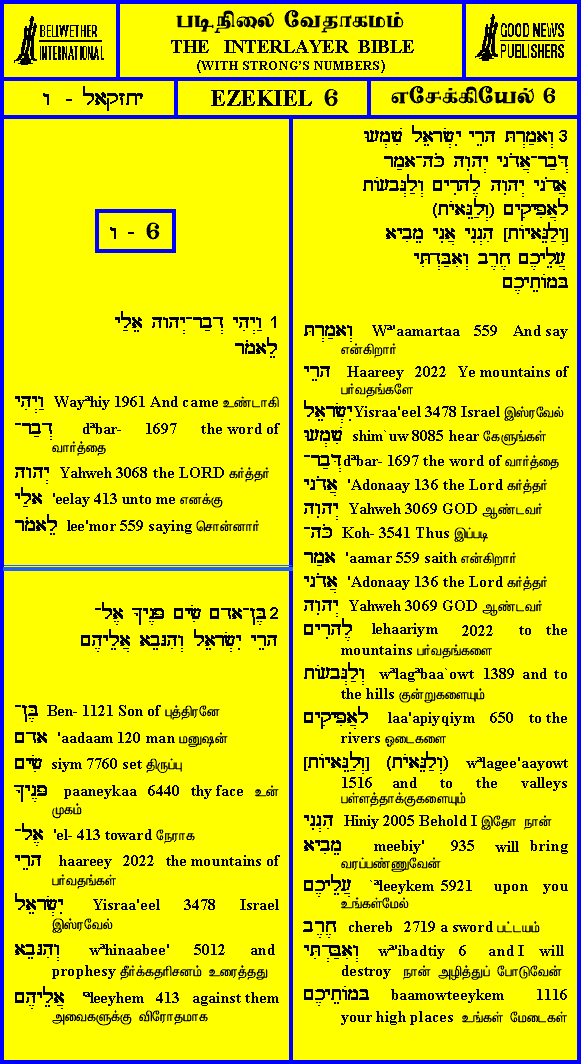 BELLWETHER
INTERNATIONAL
படிநிலை வேதாகமம்
THE INTERLAYER BIBLE
(WITH STRONG'S NUMBERS)
GOOD NEWS
PUBLISHERS
יחזקאל - ו
EZEKIEL 6
எசேக்கியேல் 6
ו - 6
1 וַיְהִי דְבַר־יְהוָה אֵלַי
לֵאמֹר
וַיְהִי Wayªhiy 1961 And came உண்டாகி
דְבַר־ dªbar- 1697 the word of
வார்த்தை
יְהוָה Yahweh 3068 the LORD கர்த்தர்
אֵלַי 'eelay 413 unto me எனக்கு
לֵאמֹר lee'mor 559 saying சொன்னார்
2 בֶּן־אָדָם שִׂים פָּנֶיךָ אֶל־
הָרֵי יִשְׂרָאֵל וְהִנָּבֵא אֲלֵיהֶם
בֶּן־ Ben- 1121 Son of புத்திரனே
אָדָם 'aadaam 120 man மனுஷன்
שִׂים siym 7760 set திருப்பு
פָּנֶיךָ paaneykaa 6440 thy face உன்
முகம்
אֶל־ 'el- 413 toward நேராக
הָרֵי haareey 2022 the mountains of
பர்வதங்கள்
יִשְׂרָאֵל Yisraa'eel 3478 Israel
இஸ்ரவேல்
וְהִנָּבֵא wªhinaabee' 5012 and
prophesy தீர்க்கதரிசனம் உரைத்தது
אֲלֵיהֶם 'ªleeyhem 413 against them
அவைகளுக்கு விரோதமாக
3 וְאָמַרְתָּ הָרֵי יִשְׂרָאֵל שִׁמְעוּ
דְּבַר־אֲדֹנָי יְהוִה כֹּה־אָמַר
אֲדֹנָי יְהוִה לֶהָרִים וְלַגְּבָעוֹת
לָאֲפִיקִים (וְלַגֵּאָיֹת)
[וְלַגֵּאָיוֹת] הִנְנִי אֲנִי מֵבִיא
עֲלֵיכֶם חֶרֶב וְאִבַּדְתִּי
בָּמוֹתֵיכֶם
וְאָמַרְתָּ Wª'aamartaa 559 And say
என்கிறார்
הָרֵי Haareey 2022 Ye mountains of
பர்வதங்களே
יִשְׂרָאֵל Yisraa'eel 3478 Israel இஸ்ரவேல்
שִׁמְעוּ shim`uw 8085 hear கேளுங்கள்
דְּבַר־ dªbar- 1697 the word of வார்த்தை
אֲדֹנָי 'Adonaay 136 the Lord கர்த்தர்
יְהוִה Yahweh 3069 GOD ஆண்டவர்
כֹּה־ Koh- 3541 Thus இப்படி
אָמַר 'aamar 559 saith என்கிறார்
אֲדֹנָי 'Adonaay 136 the Lord கர்த்தர்
יְהוִה Yahweh 3069 GOD ஆண்டவர்
לֶהָרִים lehaariym 2022 to the
mountains பர்வதங்களை
וְלַגְּבָעוֹת wªlagªbaa`owt 1389 and to
the hills குன்றுகளையும்
לָאֲפִיקִים laa'apiyqiym 650 to the
rivers ஓடைகளை
[וְלַגֵּאָיוֹת] (וְלַגֵּאָיֹת) wªlagee'aayowt
1516 and to the valleys
பள்ளத்தாக்குகளையும்
הִנְנִי Hiniy 2005 Behold I இதோ நான்
מֵבִיא meebiy' 935 will bring
வரப்பண்ணுவேன்
עֲלֵיכֶם `ªleeykem 5921 upon you
உங்கள்மேல்
חֶרֶב chereb 2719 a sword பட்டயம்
וְאִבַּדְתִּי wª'ibadtiy 6 and I will
destroy நான் அழித்துப் போடுவேன்
בָּמוֹתֵיכֶם baamowteeykem 1116
your high places உங்கள் மேடைகள்